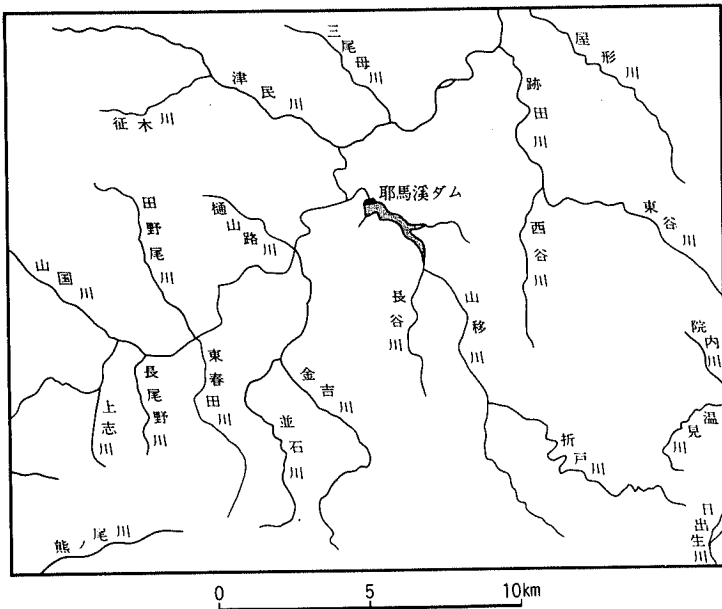 三尾母川
屋形川
津民川
跡田川
征木川
耶馬溪ダム
田野尾川
樋山路川
東谷川
西谷川
山国川
長谷川
山移川
院内川
東春田川
長尾野川
金吉川
上志川
並石川
温見川
折戸川
日出生川
熊ノ尾川
0 5 10km